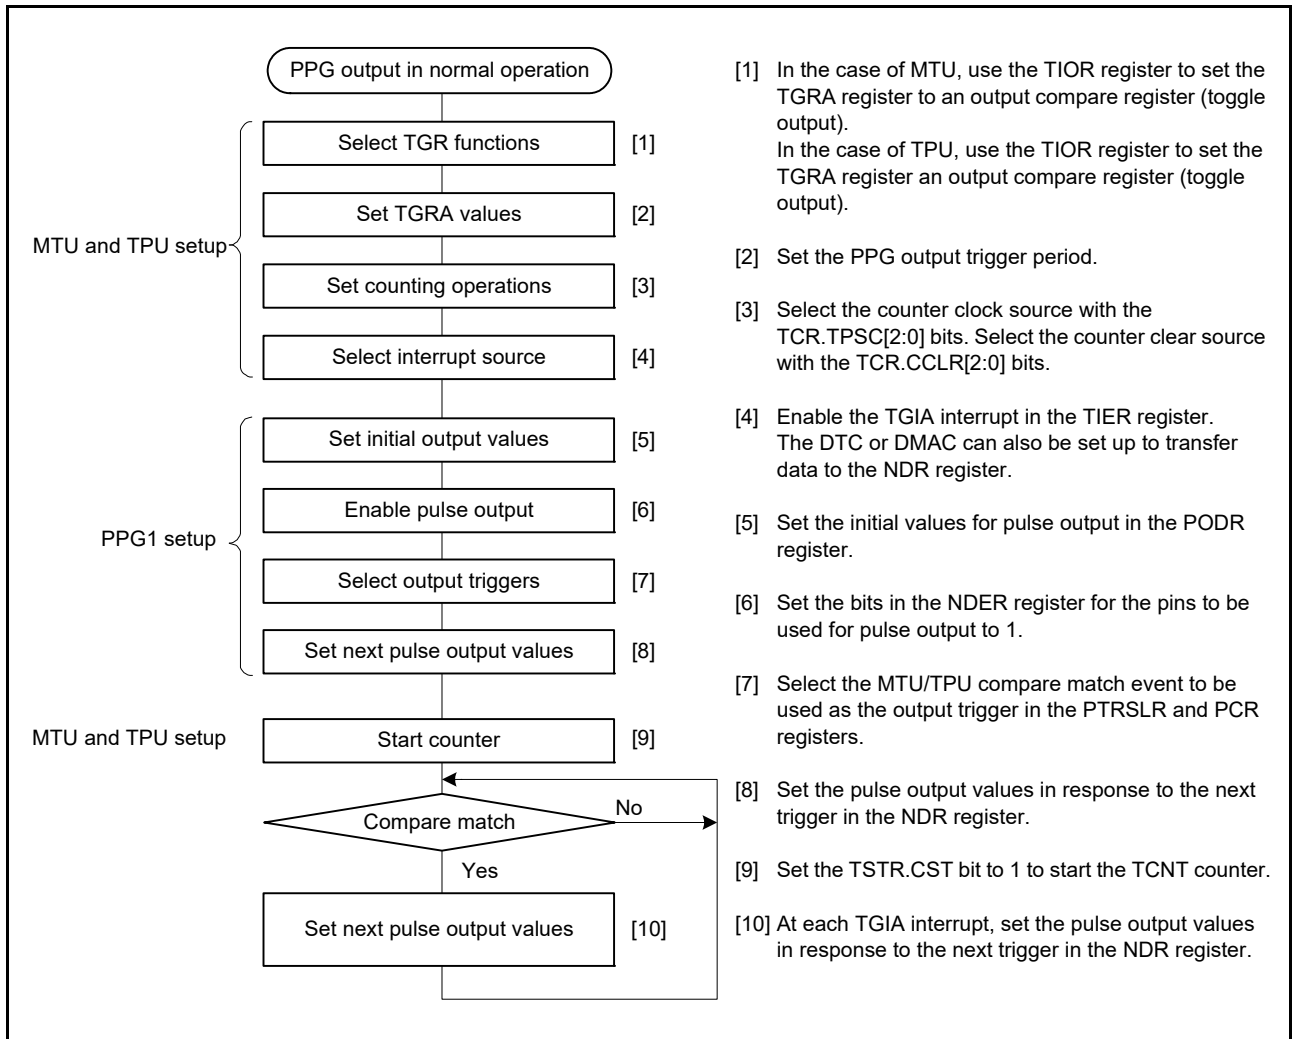 PPG output in normal operation
Select TGR functions [1]
Set TGRA values [2]
MTU and TPU setup
Set counting operations [3]
Select interrupt source [4]
Set initial output values [5]
Enable pulse output [6]
PPG1 setup
Select output triggers [7]
Set next pulse output values [8]
MTU and TPU setup
Start counter [9]
Compare match
No
Yes
Set next pulse output values [10]
[1] In the case of MTU, use the TIOR register to set the
TGRA register to an output compare register (toggle
output).
In the case of TPU, use the TIOR register to set the
TGRA register an output compare register (toggle
output).
[2] Set the PPG output trigger period.
[3] Select the counter clock source with the
TCR.TPSC[2:0] bits. Select the counter clear source
with the TCR.CCLR[2:0] bits.
[4] Enable the TGIA interrupt in the TIER register.
The DTC or DMAC can also be set up to transfer
data to the NDR register.
[5] Set the initial values for pulse output in the PODR
register.
[6] Set the bits in the NDER register for the pins to be
used for pulse output to 1.
[7] Select the MTU/TPU compare match event to be
used as the output trigger in the PTRSLR and PCR
registers.
[8] Set the pulse output values in response to the next
trigger in the NDR register.
[9] Set the TSTR.CST bit to 1 to start the TCNT counter.
[10] At each TGIA interrupt, set the pulse output values
in response to the next trigger in the NDR register.